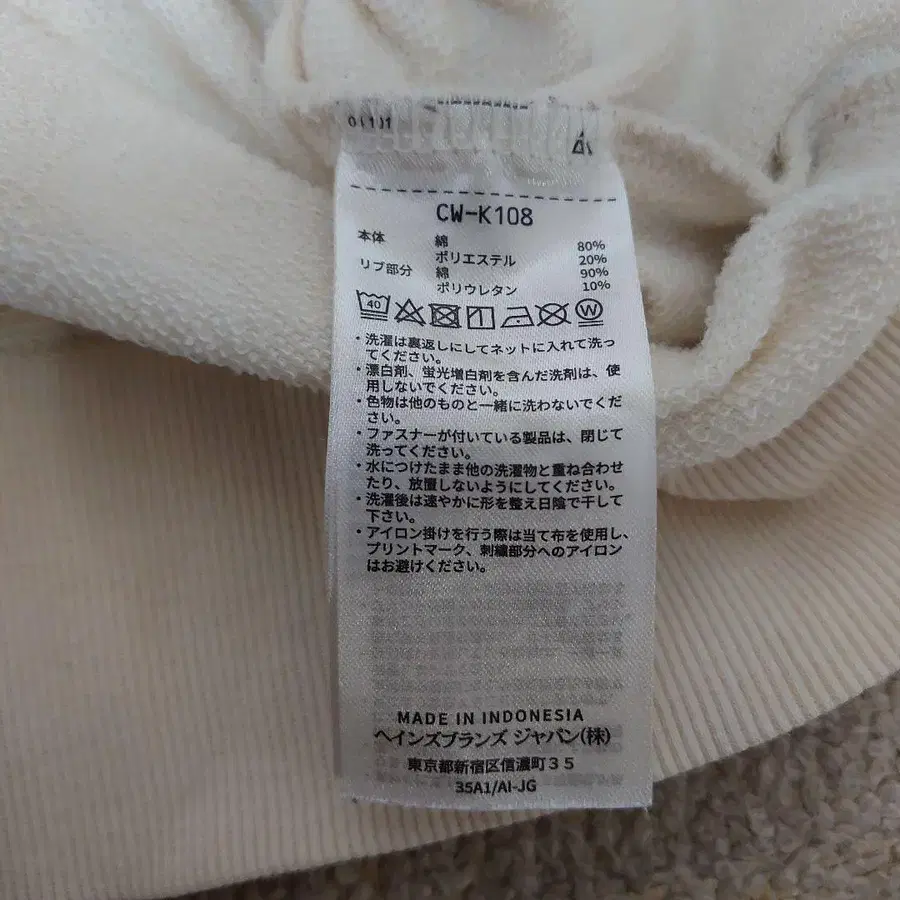 0(1)1
CW-K108
本体 綿 80%
ポリエステル 20%
リブ部分 綿 90%
ポリウレタン 10%
40 W
・洗濯は裏返しにしてネットに入れて洗っ
てください。
・漂白剤、蛍光増白剤を含んだ洗剤は、使
用しないでください。
・色物は他のものと一緒に洗わないでくだ
さい。
・ファスナーが付いている製品は、閉じて
洗ってください。
・水につけたまま他の洗濯物と重ね合わせ
たり、放置しないようにしてください。
・洗濯後は速やかに形を整え日陰で干して
下さい。
・アイロン掛けを行う際は当て布を使用し、
プリントマーク、刺繍部分へのアイロン
はお避けください。
MADE IN INDONESIA
ヘインズブランズ ジャパン(株)
東京都新宿区信濃町35
35A1/AI-JG